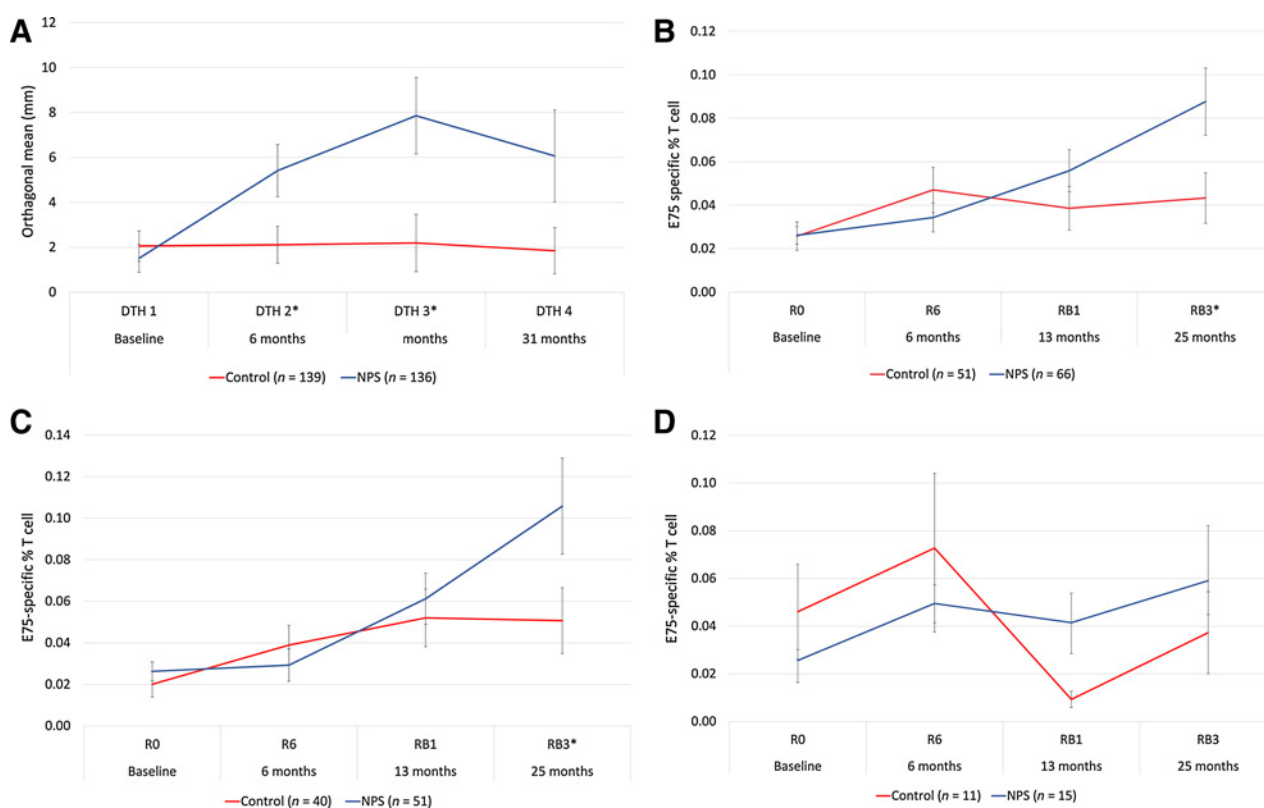 A
Orthagonal mean (mm)
12
10
8
6
4
2
0
DTH 1 DTH 2* DTH 3* DTH 4
Baseline 6 months months 31 months
Control (n = 139) NPS (n = 136)
B
E75 specific % T cell
0.12
0.10
0.08
0.06
0.04
0.02
0.00
R0 R6 RB1 RB3*
Baseline 6 months 13 months 25 months
Control (n = 51) NPS (n = 66)
C
E75-specific % T cell
0.14
0.12
0.10
0.08
0.06
0.04
0.02
0.00
R0 R6 RB1 RB3*
Baseline 6 months 13 months 25 months
Control (n = 40) NPS (n = 51)
D
E75-specific % T cell
0.12
0.10
0.08
0.06
0.04
0.02
0.00
R0 R6 RB1 RB3
Baseline 6 months 13 months 25 months
Control (n = 11) NPS (n = 15)